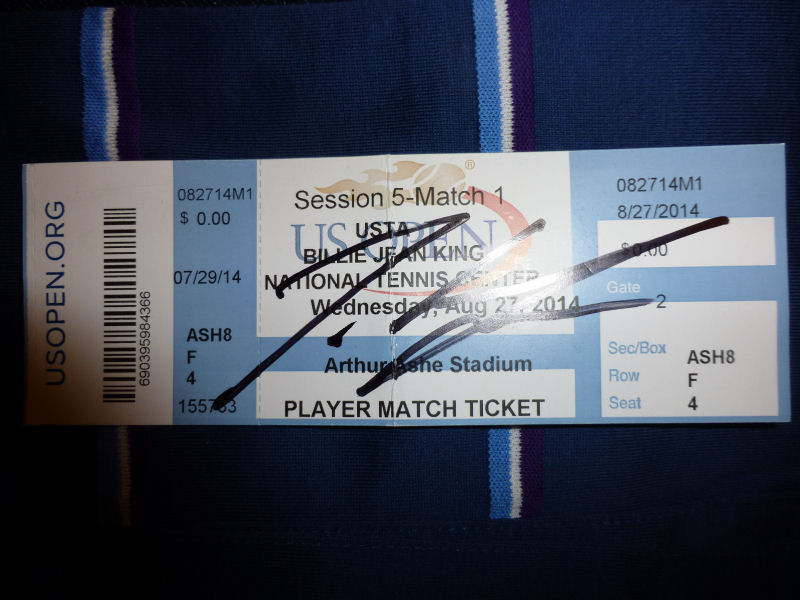 USOPEN.ORG
690395984366
082714M1
$ 0.00
07/29/14
ASH8
F
4
Session 5-Match 1
US OPEN
USTA
BILLIE JEAN KING
NATIONAL TENNIS CENTER
Wednesday, Aug 27, 2014
Arthur Ashe Stadium
PLAYER MATCH TICKET
082714M1
8/27/2014
$0.00
Gate 2
Sec/Box ASH8
Row F
Seat 4